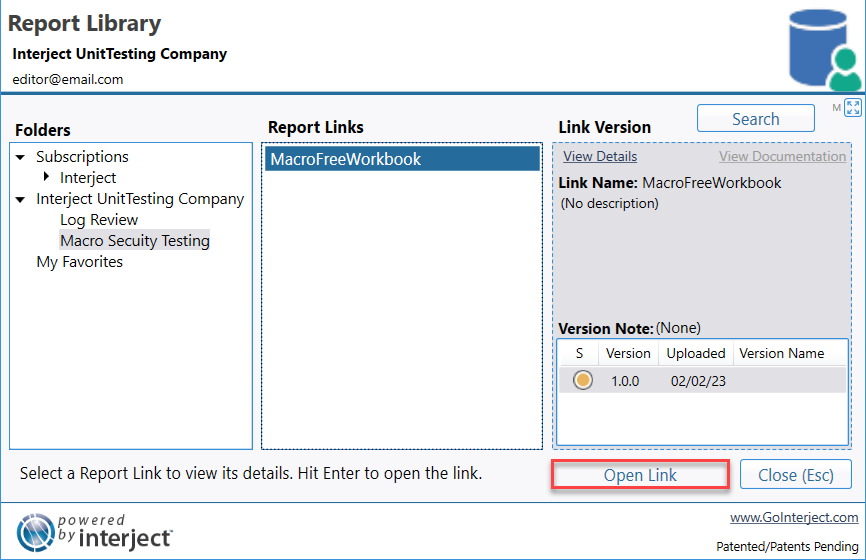 Report Library
Interject UnitTesting Company
editor@email.com
M
Folders
Subscriptions
Interject
Interject UnitTesting Company
Log Review
Macro Secuity Testing
My Favorites
Report Links
MacroFreeWorkbook
Link Version
Search
View Details
View Documentation
Link Name: MacroFreeWorkbook
(No description)
Version Note: (None)
S Version Uploaded Version Name
1.0.0 02/02/23
Select a Report Link to view its details. Hit Enter to open the link.
Open Link
Close (Esc)
powered
by interject
www.GoInterject.com
Patented/Patents Pending